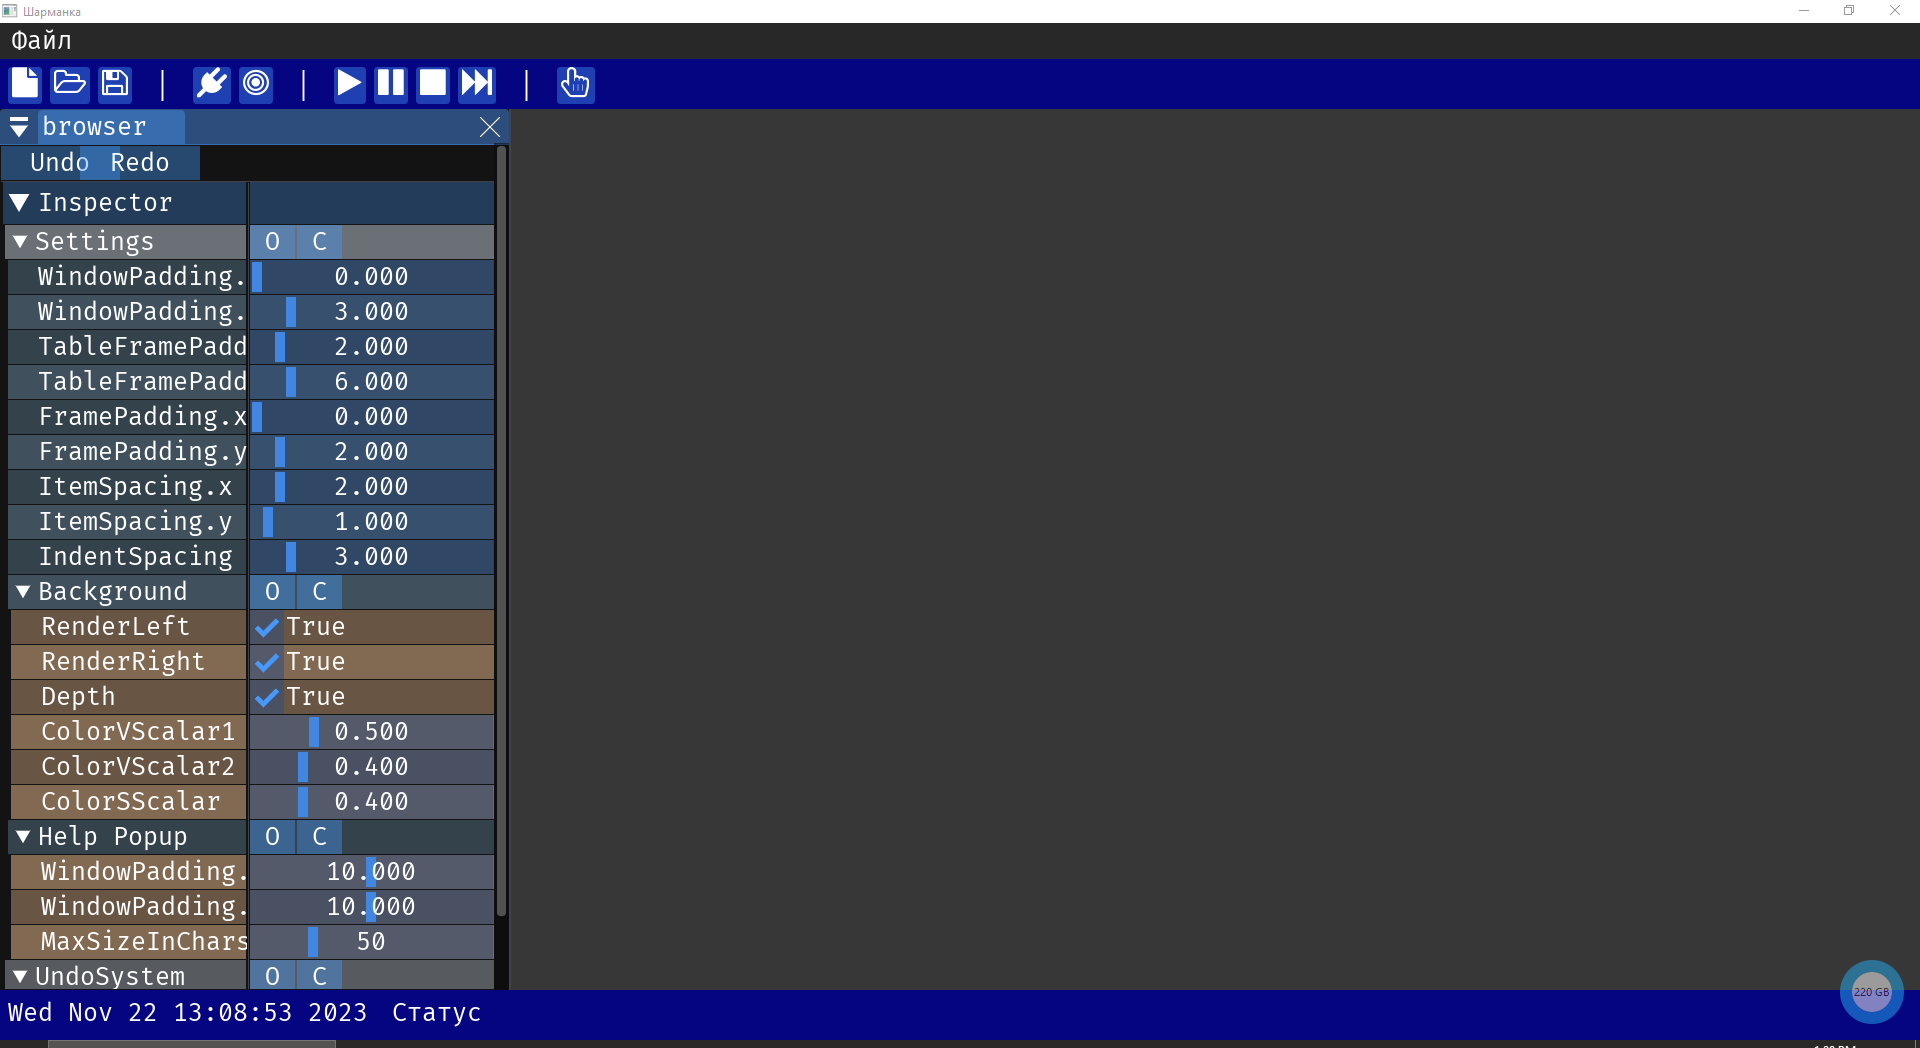 Шарманка
Файл
browser
Undo Redo
Inspector
Settings O C
WindowPadding. 0.000
WindowPadding. 3.000
TableFramePadd 2.000
TableFramePadd 6.000
FramePadding.x 0.000
FramePadding.y 2.000
ItemSpacing.x 2.000
ItemSpacing.y 1.000
IndentSpacing 3.000
Background O C
RenderLeft True
RenderRight True
Depth True
ColorVScalar1 0.500
ColorVScalar2 0.400
ColorSScalar 0.400
Help Popup O C
WindowPadding. 10.000
WindowPadding. 10.000
MaxSizeInChars 50
UndoSystem O C
220 GB
Wed Nov 22 13:08:53 2023 Статус